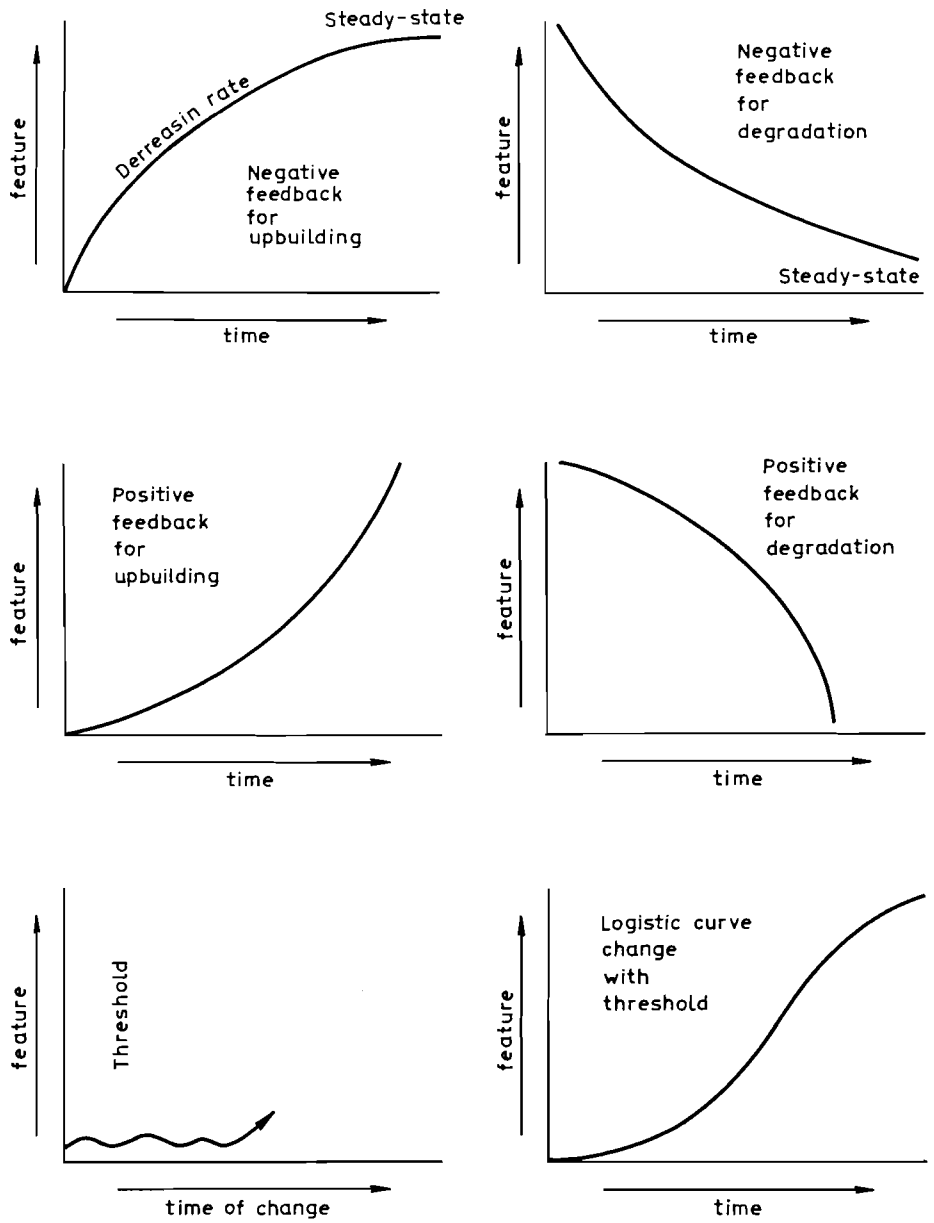 Steady-state
Derreasin rate
Negative
feedback
for
upbuilding
feature
time
Negative
feedback
for
degradation
Steady-state
feature
time
Positive
feedback
for
upbuilding
feature
time
Positive
feedback
for
degradation
feature
time
Threshold
feature
time of change
Logistic curve
change
with
threshold
feature
time